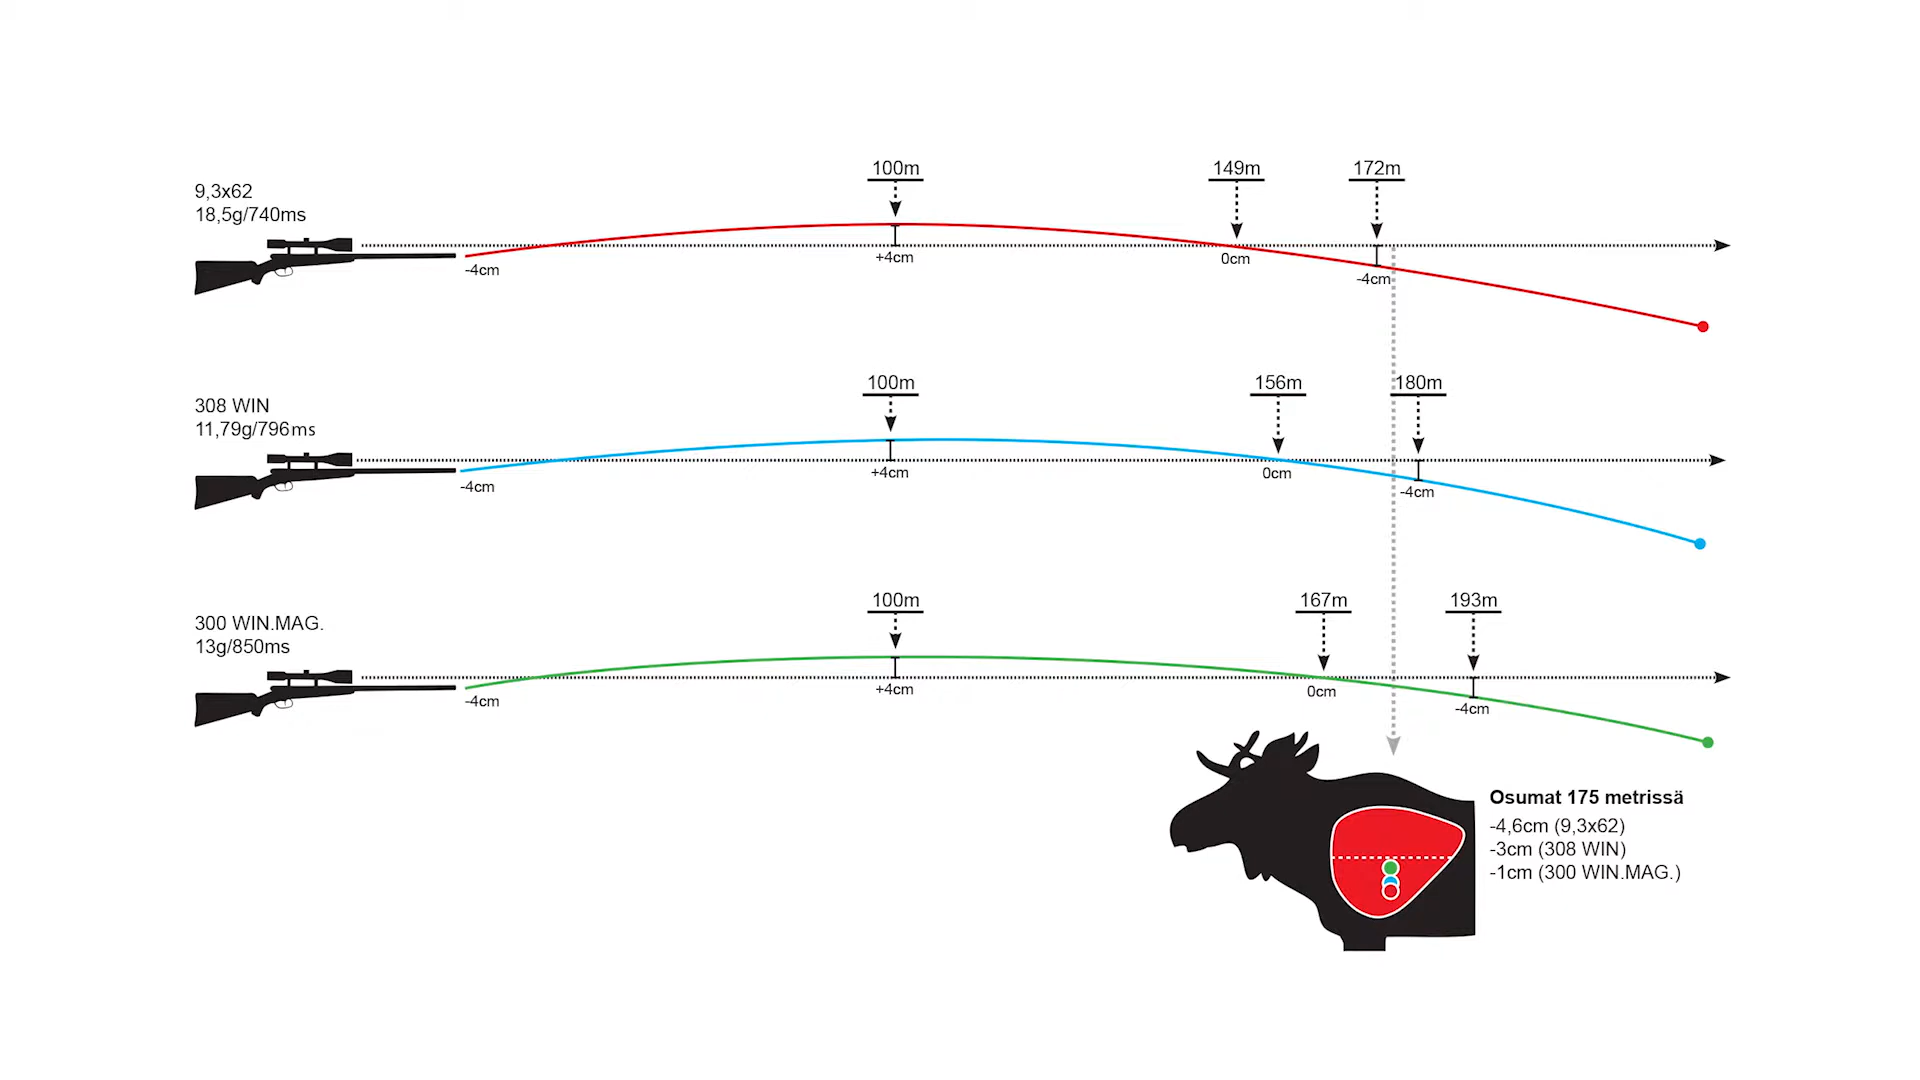 100m
149m
172m
9,3x62
18,5g/740ms
-4cm
+4cm
0cm
-4cm
100m
156m
180m
308 WIN
11,79g/796ms
-4cm
+4cm
0cm
-4cm
100m
167m
193m
300 WIN.MAG.
13g/850ms
-4cm
+4cm
0cm
-4cm
Osumat 175 metrissä
-4,6cm (9,3x62)
-3cm (308 WIN)
-1cm (300 WIN.MAG.)